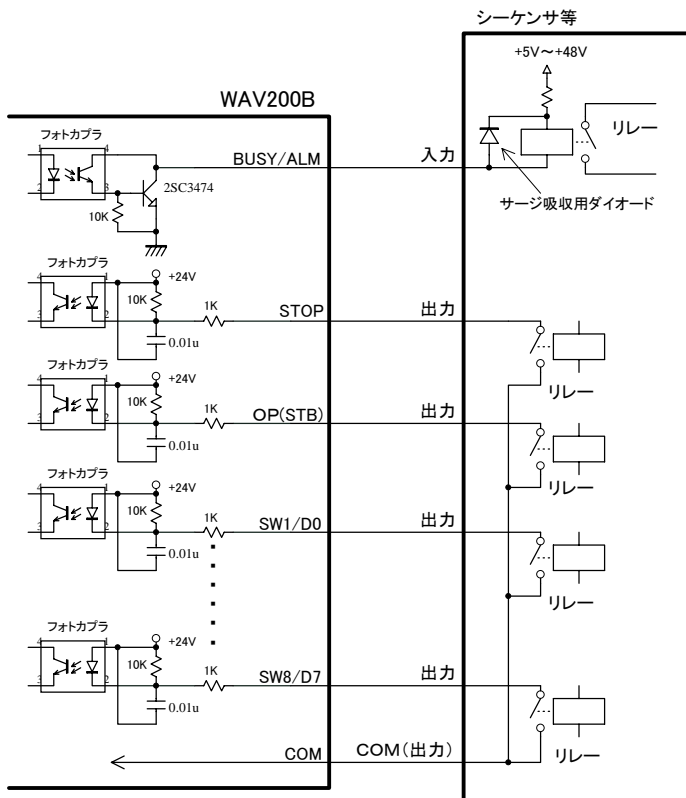 シーケンサ等
+5V～+48V
リレー
WAV200B
フォトカプラ
1
4
2
3
BUSY/ALM
入力
2SC3474
10K
サージ吸収用ダイオード
フォトカプラ
4
1
3
2
+24V
10K
1K
0.01u
STOP
出力
リレー
フォトカプラ
4
1
3
2
+24V
10K
1K
0.01u
OP(STB)
出力
リレー
フォトカプラ
4
1
3
2
+24V
10K
1K
0.01u
SW1/D0
出力
リレー
フォトカプラ
4
1
3
2
+24V
10K
1K
0.01u
SW8/D7
出力
リレー
COM
COM(出力)